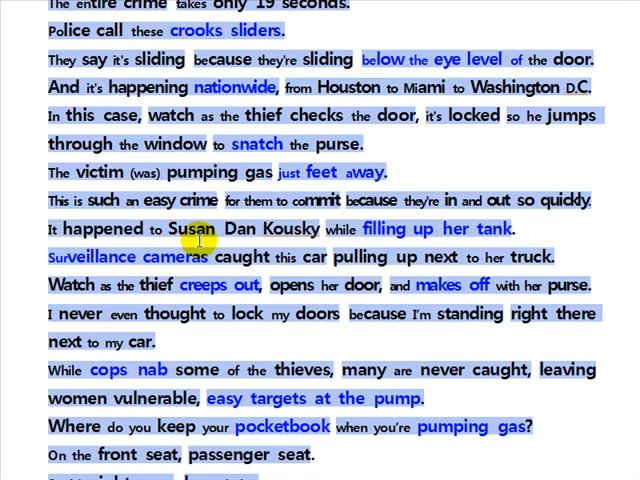 The entire crime takes only 19 seconds.
Police call these crooks sliders.
They say it's sliding because they're sliding below the eye level of the door.
And it's happening nationwide, from Houston to Miami to Washington D.C.
In this case, watch as the thief checks the door, it's locked so he jumps
through the window to snatch the purse.
The victim (was) pumping gas just feet away.
This is such an easy crime for them to commit because they're in and out so quickly.
It happened to Susan Dan Kousky while filling up her tank.
Surveillance cameras caught this car pulling up next to her truck.
Watch as the thief creeps out, opens her door, and makes off with her purse.
I never even thought to lock my doors because I'm standing right there
next to my car.
While cops nab some of the thieves, many are never caught, leaving
women vulnerable, easy targets at the pump.
Where do you keep your pocketbook when you're pumping gas?
On the front seat, passenger seat.